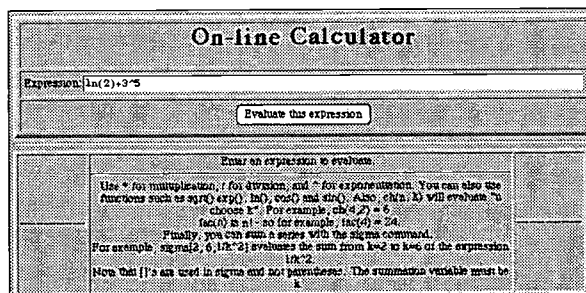 On-line Calculator
Expression: ln(2)+3^5
Evaluate this expression
Enter an expression to evaluate.
Use * for multiplication, / for division, and ^ for exponentiation. You can also use
functions such as sqrt() exp(), ln(), cos() and sin(). Also, ch(n, k) will evaluate "n
choose k". For example, ch(4,2) = 6
fac(n) is n! - so for example, fac(4) = 24.
Finally, you can sum a series with the sigma command.
For example, sigma[2, 6,1/k^2] evaluates the sum from k=2 to k=6 of the expression
1/k^2.
Note that []'s are used in sigma and not parentheses. The summation variable must be
k.